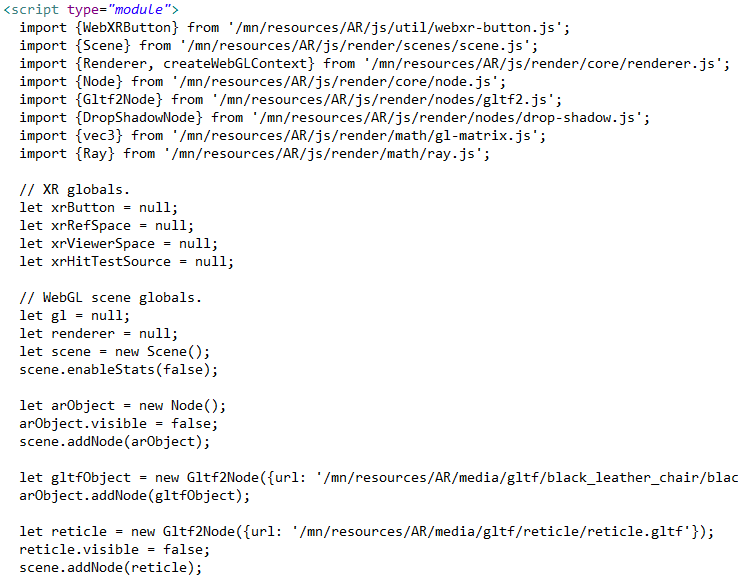 <script type="module">
import {WebXRButton} from '/mn/resources/AR/js/util/webxr-button.js';
import {Scene} from '/mn/resources/AR/js/render/scenes/scene.js';
import {Renderer, createWebGLContext} from '/mn/resources/AR/js/render/core/renderer.js';
import {Node} from '/mn/resources/AR/js/render/core/node.js';
import {Gltf2Node} from '/mn/resources/AR/js/render/nodes/gltf2.js';
import {DropShadowNode} from '/mn/resources/AR/js/render/nodes/drop-shadow.js';
import {vec3} from '/mn/resources/AR/js/render/math/gl-matrix.js';
import {Ray} from '/mn/resources/AR/js/render/math/ray.js';
// XR globals.
let xrButton = null;
let xrRefSpace = null;
let xrViewerSpace = null;
let xrHitTestSource = null;
// WebGL scene globals.
let gl = null;
let renderer = null;
let scene = new Scene();
scene.enableStats(false);
let arObject = new Node();
arObject.visible = false;
scene.addNode(arObject);
let gltfObject = new Gltf2Node({url: '/mn/resources/AR/media/gltf/black_leather_chair/blac
arObject.addNode(gltfObject);
let reticle = new Gltf2Node({url: '/mn/resources/AR/media/gltf/reticle/reticle.gltf'});
reticle.visible = false;
scene.addNode(reticle);